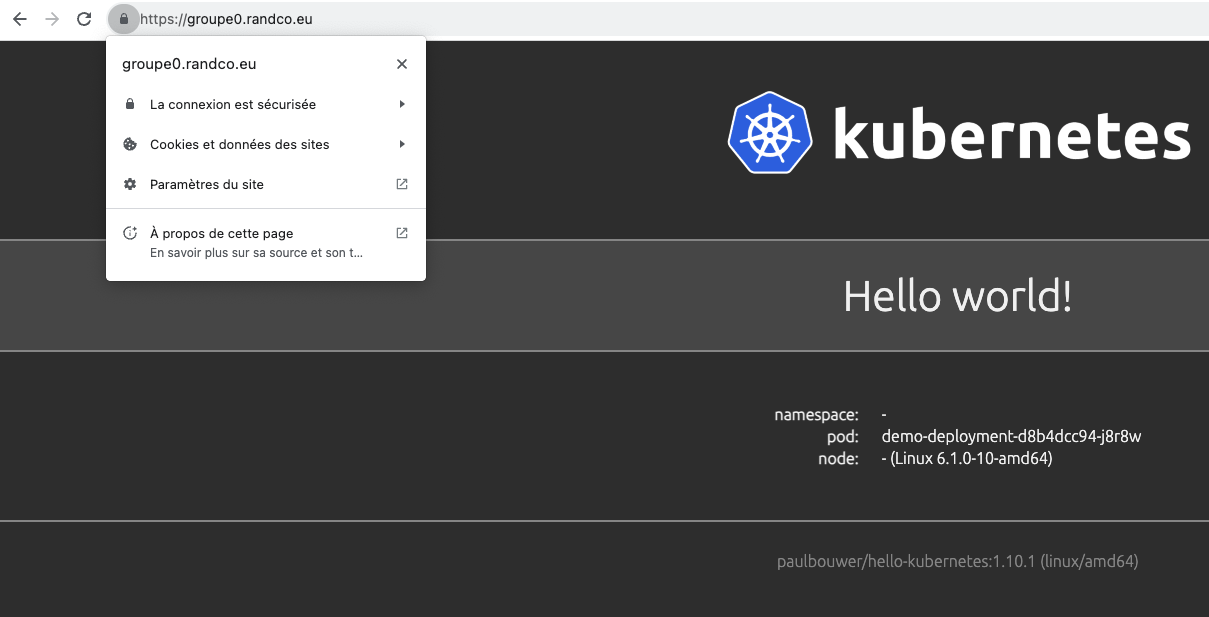 https://groupe0.randco.eu
groupe0.randco.eu
La connexion est sécurisée
Cookies et données des sites
Paramètres du site
À propos de cette page
En savoir plus sur sa source et son t...
kubernetes
Hello world!
namespace: -
pod: demo-deployment-d8b4dcc94-j8r8w
node: - (Linux 6.1.0-10-amd64)
paulbouwer/hello-kubernetes:1.10.1 (linux/amd64)